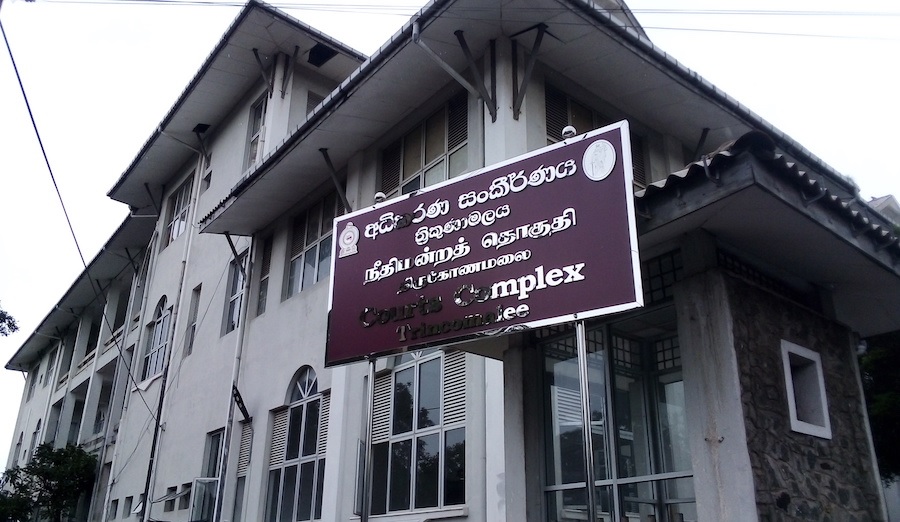 අධිකරණ සංකීර්ණය
ත්‍රිකුණාමලය
நீதிமன்றத் தொகுதி
திருகோணமலை
Courts Complex
Trincomalee